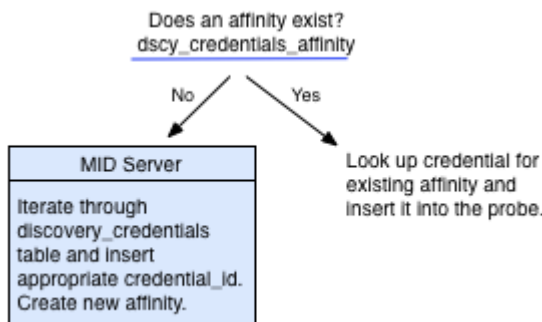 Does an affinity exist?
dscy_credentials_affinity
No
Yes
MID Server
Iterate through
discovery_credentials
table and insert
appropriate credential_id.
Create new affinity.
Look up credential for
existing affinity and
insert it into the probe.